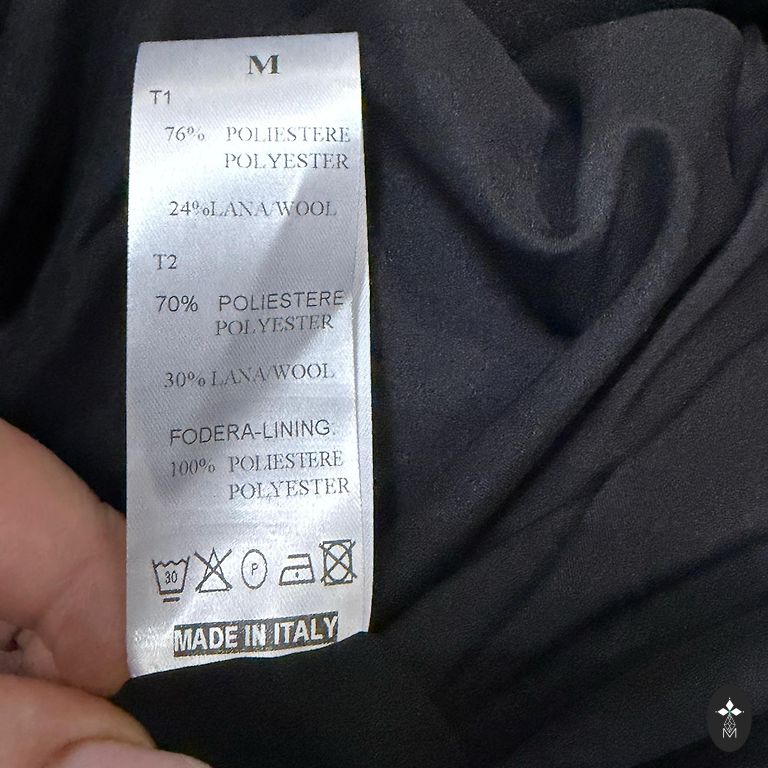 M
T1
76% POLIESTERE
POLYESTER
24%LANA/WOOL
T2
70% POLIESTERE
POLYESTER
30% LANA/WOOL
FODERA-LINING
100% POLIESTERE
POLYESTER
30 P
MADE IN ITALY
M